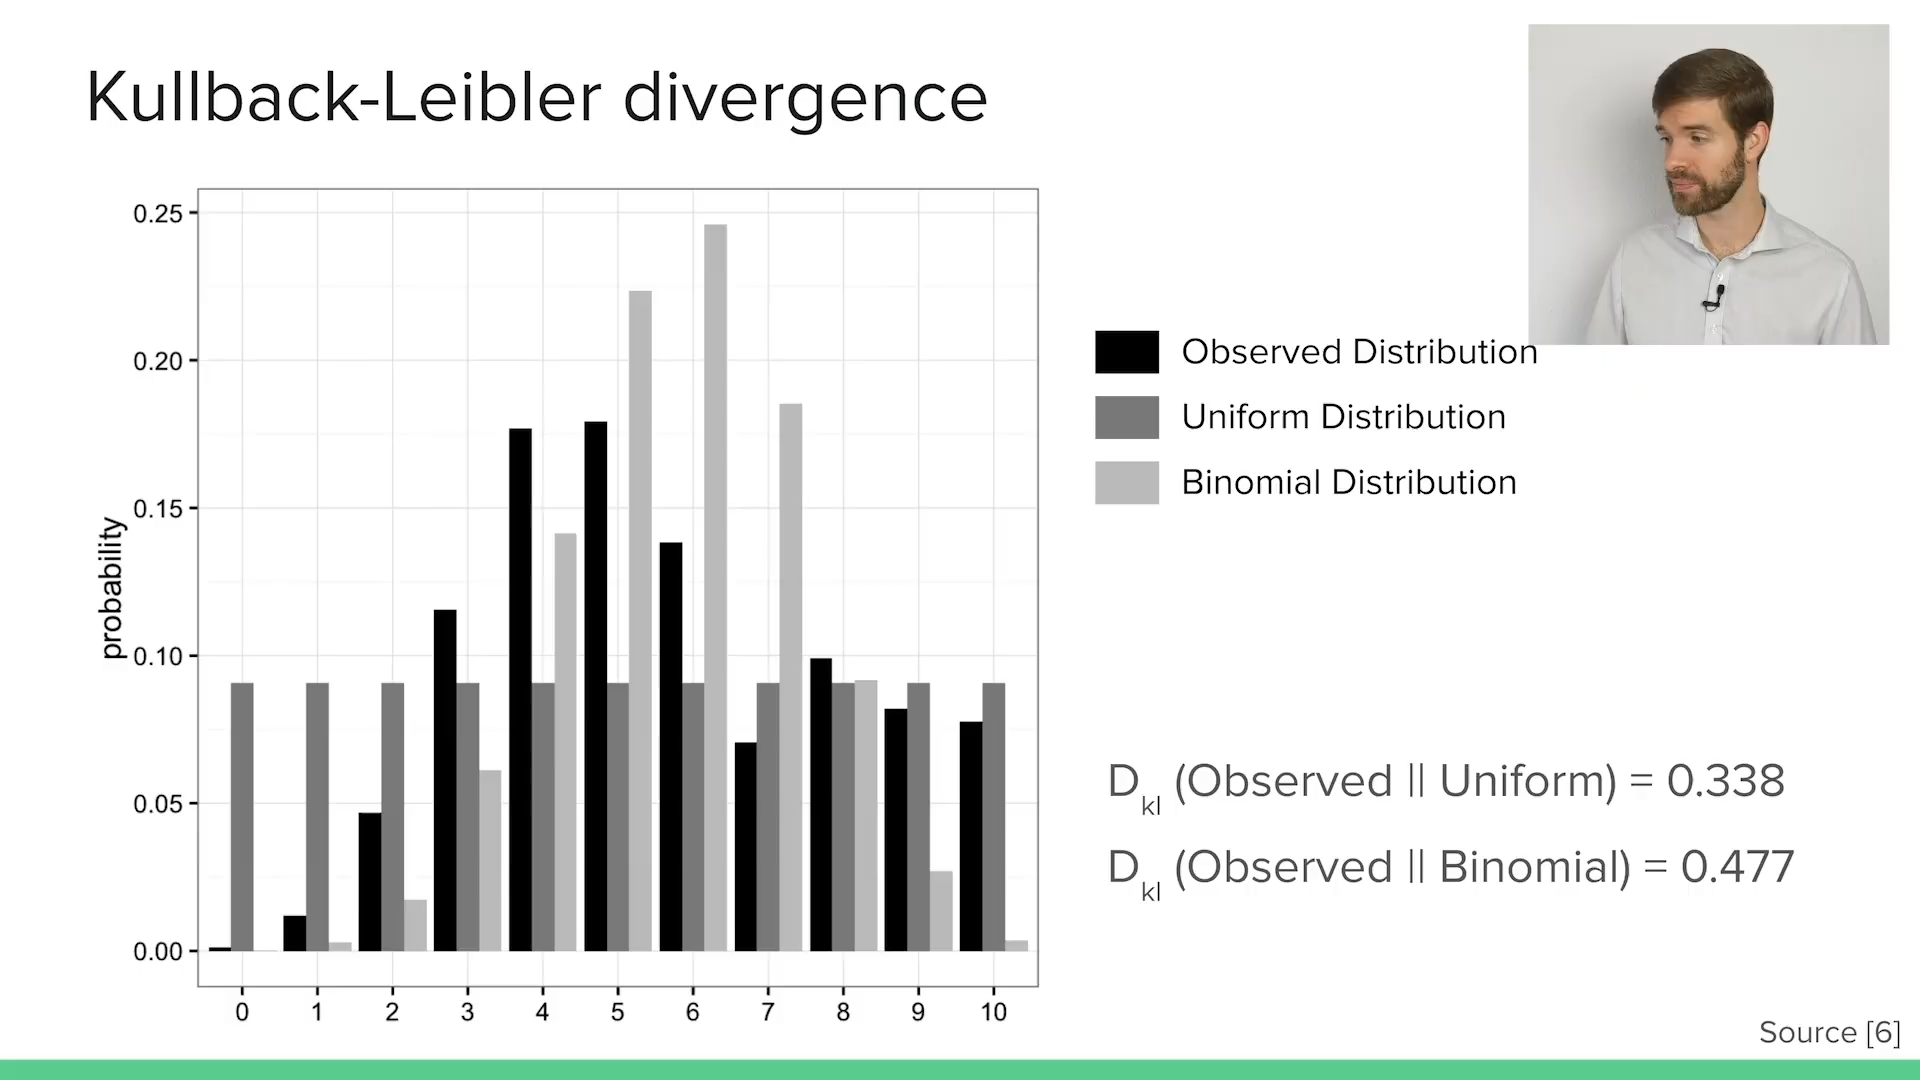 Kullback-Leibler divergence
0.25
0.20
0.15
0.10
0.05
0.00
probability
0 1 2 3 4 5 6 7 8 9 10
Observed Distribution
Uniform Distribution
Binomial Distribution
Dkl (Observed || Uniform) = 0.338
Dkl (Observed || Binomial) = 0.477
Source [6]